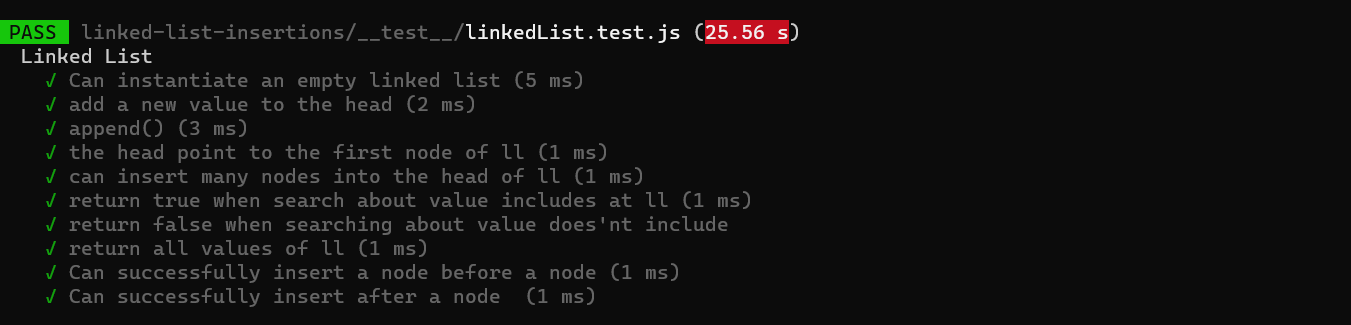 PASS linked-list-insertions/__test__/linkedList.test.js (25.56 s)
Linked List
√ Can instantiate an empty linked list (5 ms)
√ add a new value to the head (2 ms)
√ append() (3 ms)
√ the head point to the first node of ll (1 ms)
√ can insert many nodes into the head of ll (1 ms)
√ return true when search about value includes at ll (1 ms)
√ return false when searching about value does'nt include
√ return all values of ll (1 ms)
√ Can successfully insert a node before a node (1 ms)
√ Can successfully insert after a node  (1 ms)